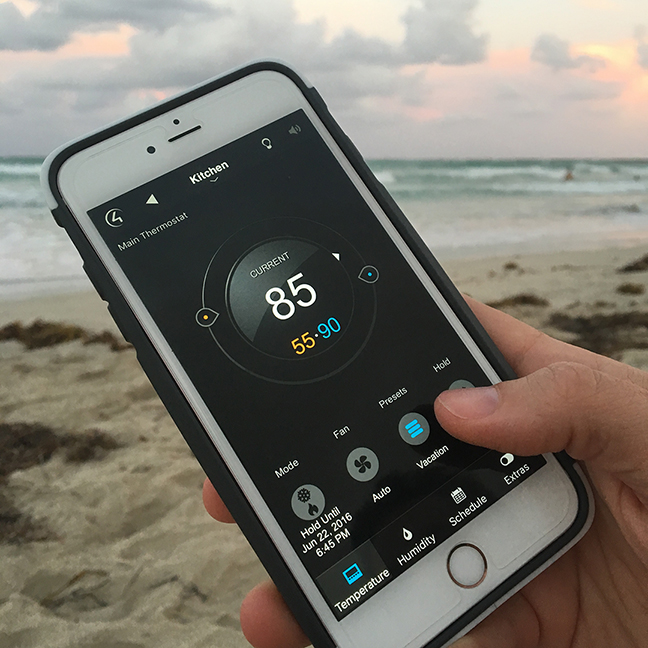 Kitchen
Main Thermostat
CURRENT
85
55·90
Mode
Fan
Presets
Hold
Auto
Vacation
Hold Until
Jun 22, 2016
6:45 PM
Temperature
Humidity
Schedule
Extras